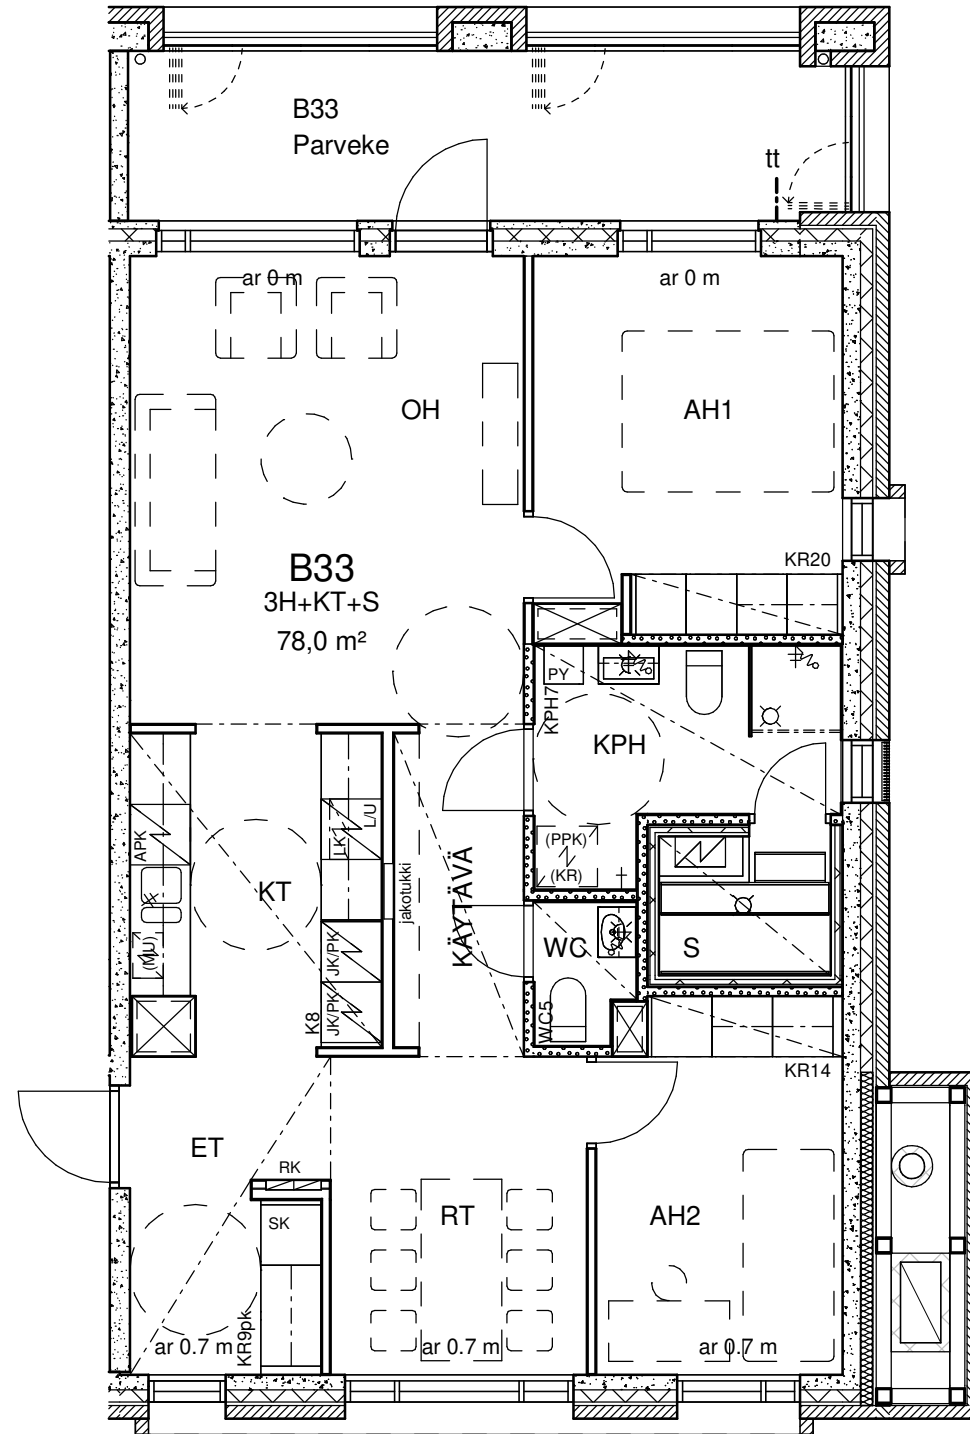 B33
Parveke
tt
ar 0 m
ar 0 m
OH
AH1
B33
3H+KT+S
78,0 m²
KR20
PY
KPH7
KPH
APK
LK
L/U
(PPK)
(KR)
jakotukki
KÄYTÄVÄ
KT
(MU)
JK/PK
JK/PK
K8
WC
WC5
S
KR14
ET
RK
SK
RT
AH2
KR9pk
ar 0.7 m
ar 0.7 m
ar 0.7 m